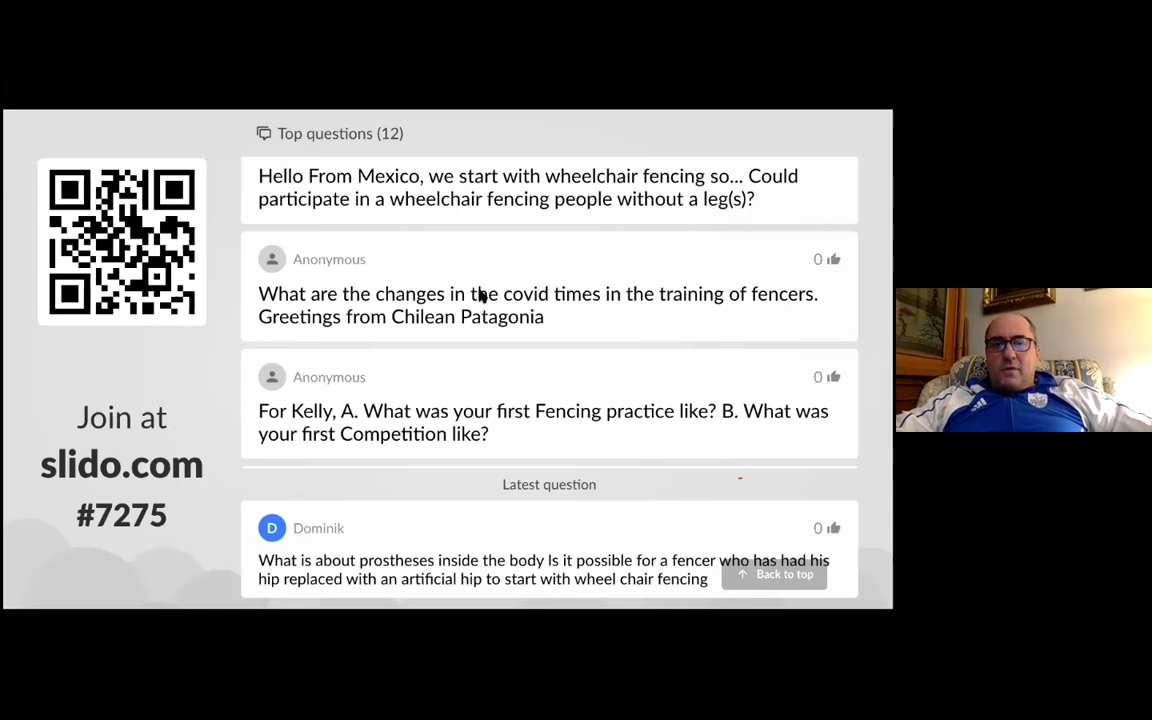 Top questions (12)
Hello From Mexico, we start with wheelchair fencing so... Could
participate in a wheelchair fencing people without a leg(s)?
Anonymous
0
What are the changes in the covid times in the training of fencers.
Greetings from Chilean Patagonia
Anonymous
0
For Kelly, A. What was your first Fencing practice like? B. What was
your first Competition like?
Latest question
D Dominik
0
What is about prostheses inside the body Is it possible for a fencer who has had his
hip replaced with an artificial hip to start with wheel chair fencing
Back to top
Join at
slido.com
#7275